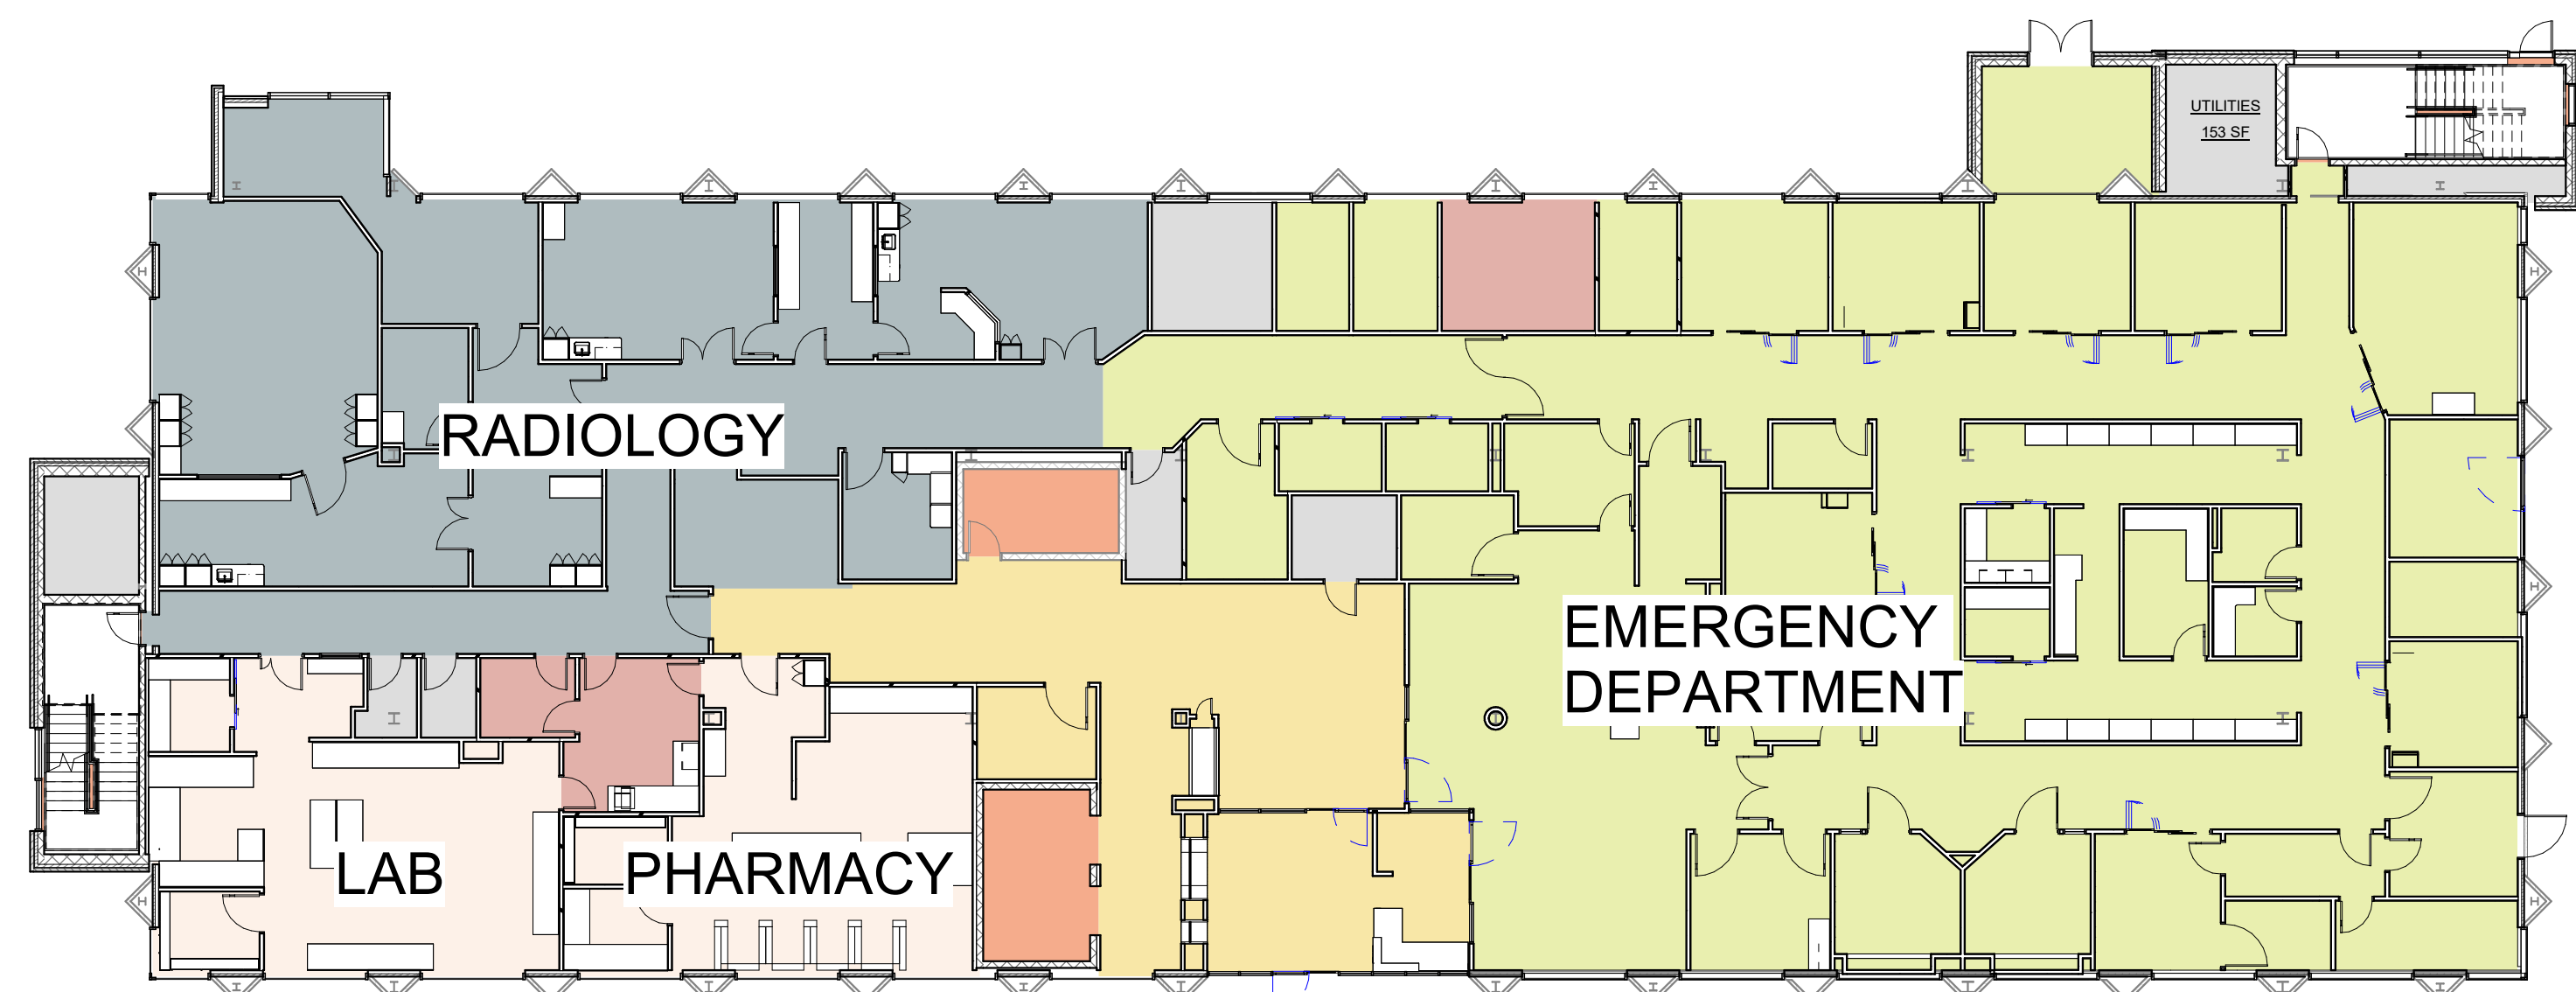 UTILITIES
153 SF
RADIOLOGY
EMERGENCY
DEPARTMENT
LAB
PHARMACY